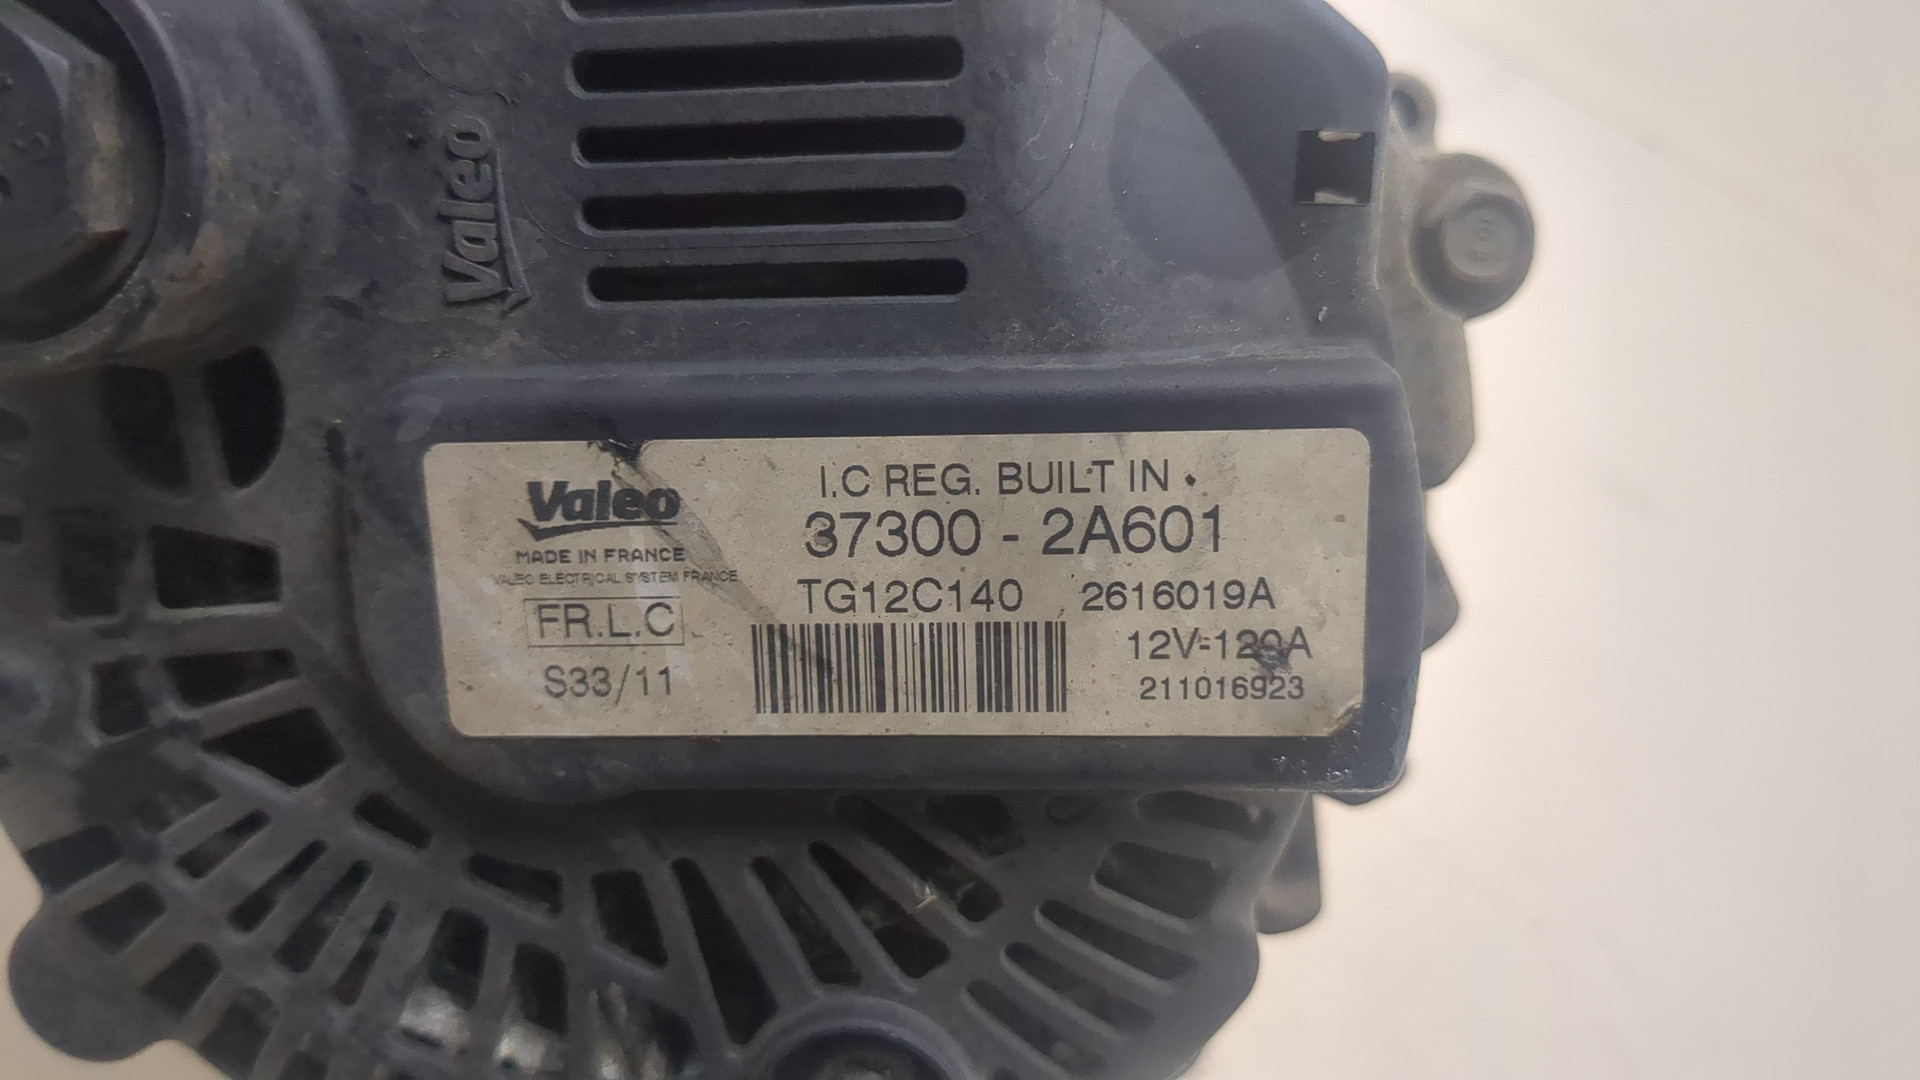 Valeo
Valeo
MADE IN FRANCE
VALEO ELECTRICAL SYSTEM FRANCE
FR.L.C
S33/11
I.C REG. BUILT IN
37300 - 2A601
TG12C140 2616019A
12V-120A
211016923